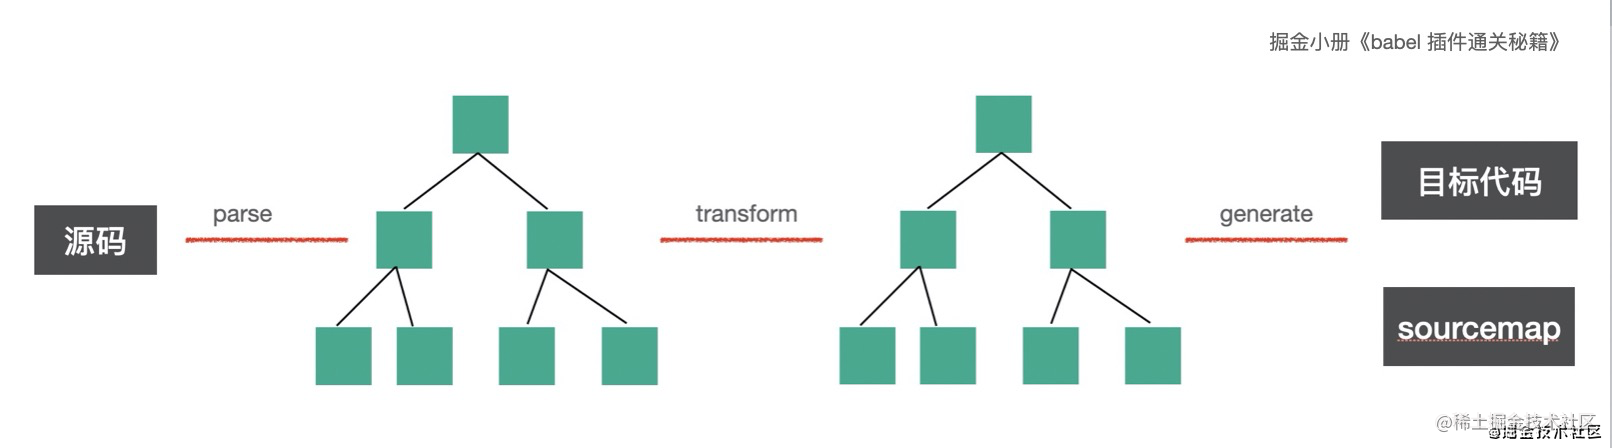 掘金小册《babel 插件通关秘籍》
源码
parse
transform
generate
目标代码
sourcemap
@稀土掘金技术社区
@掘金技术社区